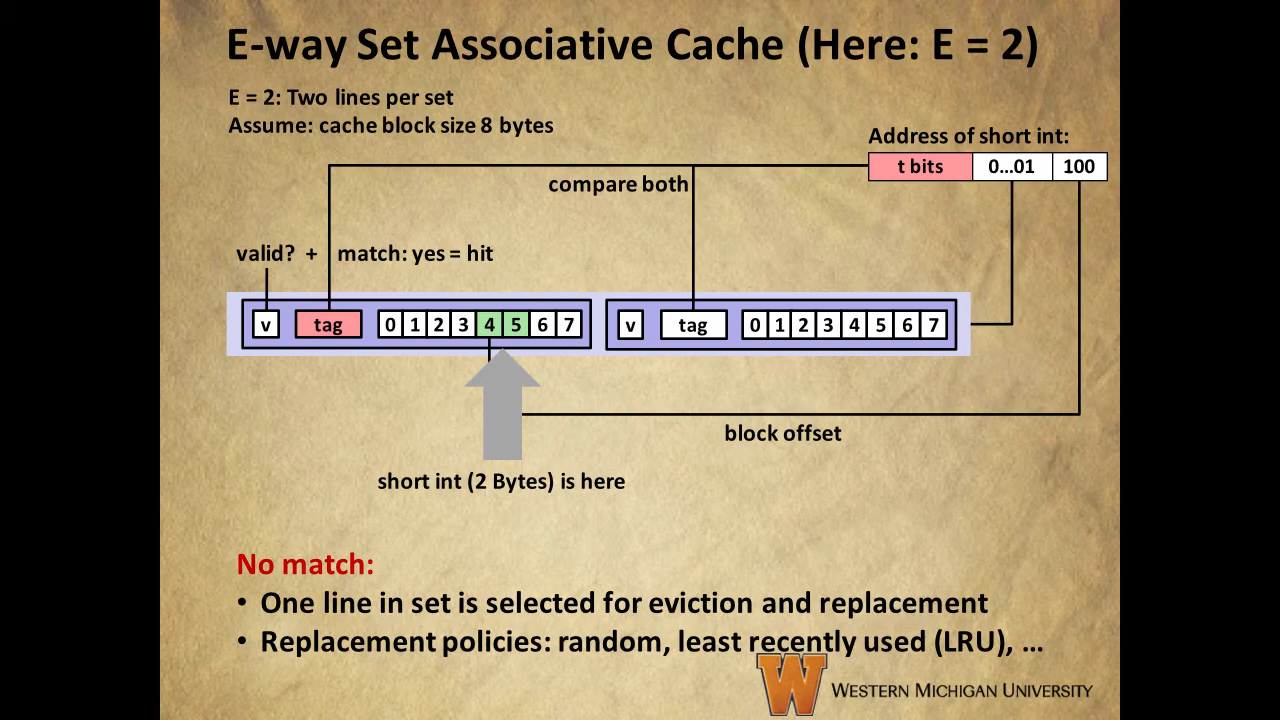 E-way Set Associative Cache (Here: E = 2)
E = 2: Two lines per set
Assume: cache block size 8 bytes
Address of short int:
t bits 0...01 100
compare both
valid? + match: yes = hit
v tag 0 1 2 3 4 5 6 7 v tag 0 1 2 3 4 5 6 7
block offset
short int (2 Bytes) is here
No match:
• One line in set is selected for eviction and replacement
• Replacement policies: random, least recently used (LRU), ...
W WESTERN MICHIGAN UNIVERSITY